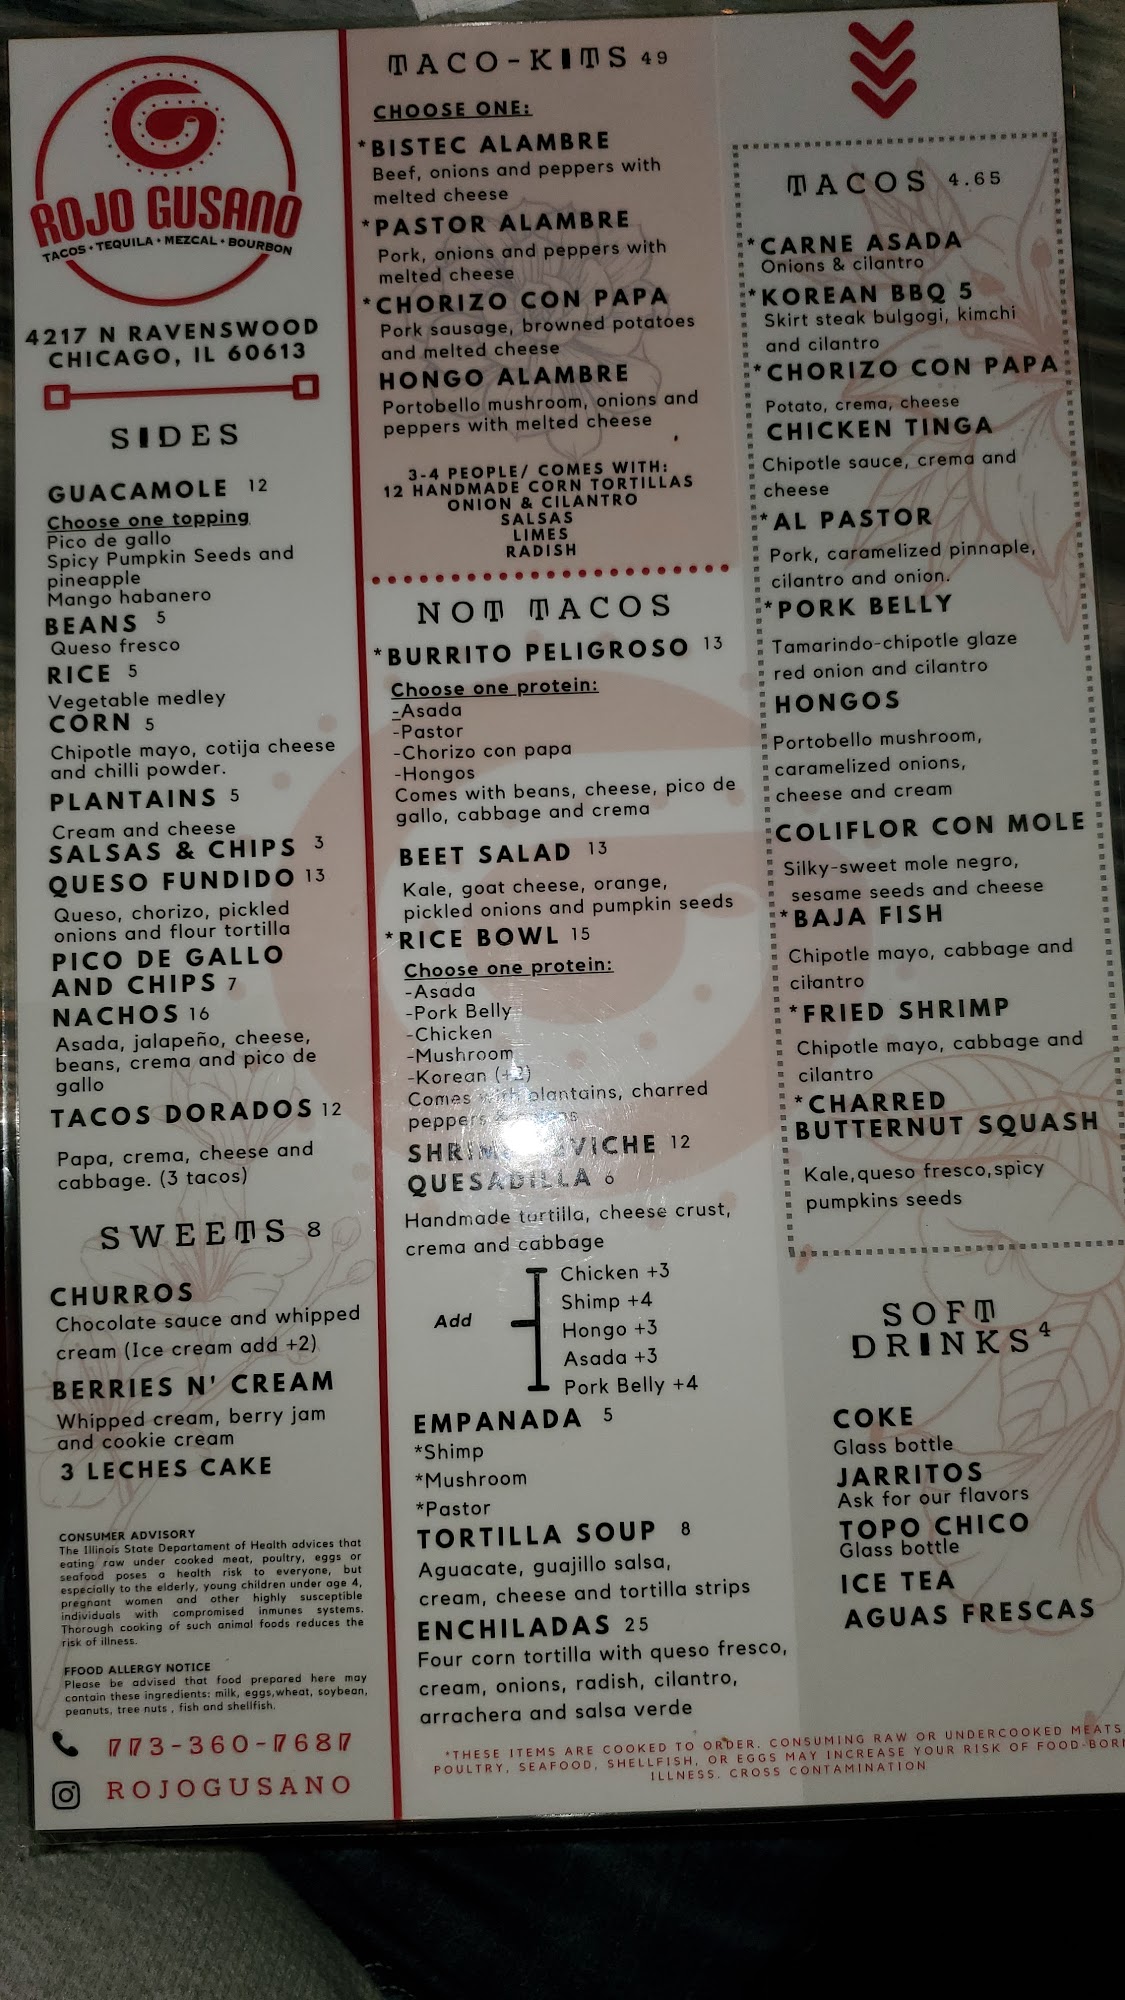 ROJO GUSANO
TACOS • TEQUILA • MEZCAL • BOURBON
4217 N RAVENSWOOD
CHICAGO, IL 60613
SIDES
GUACAMOLE 12
Choose one topping
Pico de gallo
Spicy Pumpkin Seeds and
pineapple
Mango habanero
BEANS 5
Queso fresco
RICE 5
Vegetable medley
CORN 5
Chipotle mayo, cotija cheese
and chilli powder.
PLANTAINS 5
Cream and cheese
SALSAS & CHIPS 3
QUESO FUNDIDO 13
Queso, chorizo, pickled
onions and flour tortilla
PICO DE GALLO
AND CHIPS 7
NACHOS 16
Asada, jalapeño, cheese,
beans, crema and pico de
gallo
TACOS DORADOS 12
Papa, crema, cheese and
cabbage. (3 tacos)
SWEETS 8
CHURROS
Chocolate sauce and whipped
cream (Ice cream add +2)
BERRIES N' CREAM
Whipped cream, berry jam
and cookie cream
3 LECHES CAKE
CONSUMER ADVISORY
The Illinois State Departament of Health advices that
eating raw under cooked meat, poultry, eggs or
seafood poses a health risk to everyone, but
especially to the elderly, young children under age 4,
pregnant women and other highly susceptible
individuals with compromised inmunes systems.
Thorough cooking of such animal foods reduces the
risk of illness.
FFOOD ALLERGY NOTICE
Please be advised that food prepared here may
contain these ingredients: milk, eggs,wheat, soybean,
peanuts, tree nuts , fish and shellfish.
773-360-7687
ROJOGUSANO
TACO-KITS 49
CHOOSE ONE:
*BISTEC ALAMBRE
Beef, onions and peppers with
melted cheese
*PASTOR ALAMBRE
Pork, onions and peppers with
melted cheese
*CHORIZO CON PAPA
Pork sausage, browned potatoes
and melted cheese
HONGO ALAMBRE
Portobello mushroom, onions and
peppers with melted cheese
3-4 PEOPLE/ COMES WITH:
12 HANDMADE CORN TORTILLAS
ONION & CILANTRO
SALSAS
LIMES
RADISH
NOT TACOS
*BURRITO PELIGROSO 13
Choose one protein:
-Asada
-Pastor
-Chorizo con papa
-Hongos
Comes with beans, cheese, pico de
gallo, cabbage and crema
BEET SALAD 13
Kale, goat cheese, orange,
pickled onions and pumpkin seeds
*RICE BOWL 15
Choose one protein:
-Asada
-Pork Belly
-Chicken
-Mushroom
-Korean
Comes with plantains, charred
peppers
12
QUESADILLA 6
Handmade tortilla, cheese crust,
crema and cabbage
Add
Chicken +3
Shimp +4
Hongo +3
Asada +3
Pork Belly +4
EMPANADA 5
*Shimp
*Mushroom
*Pastor
TORTILLA SOUP 8
Aguacate, guajillo salsa,
cream, cheese and tortilla strips
ENCHILADAS 25
Four corn tortilla with queso fresco,
cream, onions, radish, cilantro,
arrachera and salsa verde
TACOS 4.65
*CARNE ASADA
Onions & cilantro
*KOREAN BBQ 5
Skirt steak bulgogi, kimchi
and cilantro
*CHORIZO CON PAPA
Potato, crema, cheese
CHICKEN TINGA
Chipotle sauce, crema and
cheese
*AL PASTOR
Pork, caramelized pinnaple,
cilantro and onion.
*PORK BELLY
Tamarindo-chipotle glaze
red onion and cilantro
HONGOS
Portobello mushroom,
caramelized onions,
cheese and cream
COLIFLOR CON MOLE
Silky-sweet mole negro,
sesame seeds and cheese
*BAJA FISH
Chipotle mayo, cabbage and
cilantro
*FRIED SHRIMP
Chipotle mayo, cabbage and
cilantro
*CHARRED
BUTTERNUT SQUASH
Kale,queso fresco,spicy
pumpkins seeds
SOFT
DRINKS 4
COKE
Glass bottle
JARRITOS
Ask for our flavors
TOPO CHICO
Glass bottle
ICE TEA
AGUAS FRESCAS
*THESE ITEMS ARE COOKED TO ORDER. CONSUMING RAW OR UNDERCOOKED MEATS
POULTRY, SEAFOOD, SHELLFISH, OR EGGS MAY INCREASE YOUR RISK OF
ILLNESS. CROSS CONTAMINATION